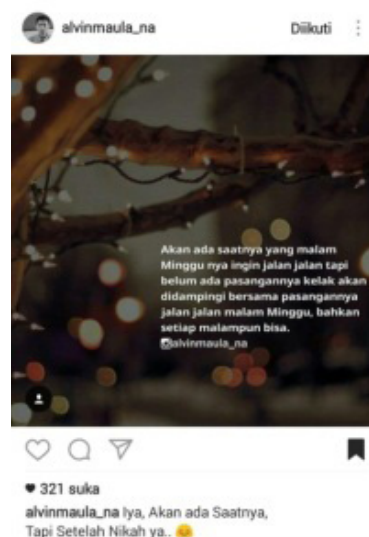 alvinmaula_na
Diikuti
Akan ada saatnya yang malam
Minggu nya ingin jalan jalan tapi
belum ada pasangannya kelak akan
didampingi bersama pasangannya
jalan jalan malam Minggu, bahkan
setiap malampun bisa.
@alvinmaula_na
321 suka
alvinmaula_na Iya, Akan ada Saatnya,
Tapi Setelah Nikah ya..